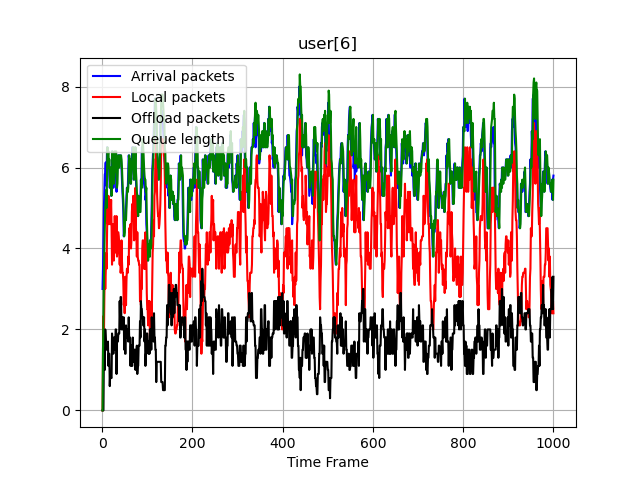 user[6]
Arrival packets
Local packets
Offload packets
Queue length
8
6
4
2
0
0 200 400 600 800 1000
Time Frame